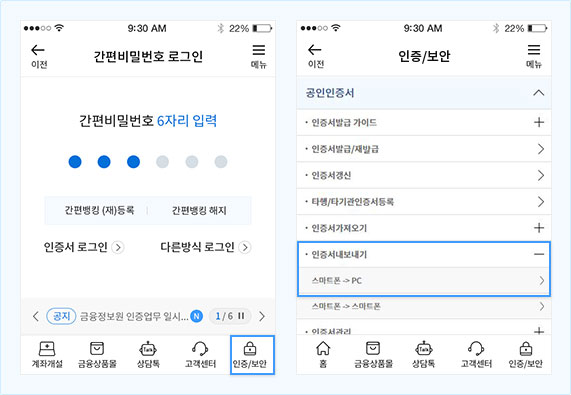 9:30 AM
22%
이전
간편비밀번호 로그인
메뉴
간편비밀번호 6자리 입력
간편뱅킹 (재)등록
간편뱅킹 해지
인증서 로그인
다른방식 로그인
공지 금융정보원 인증업무 일시... N 1 / 6
계좌개설 금융상품몰 상담톡 고객센터 인증/보안
Talk
9:30 AM
22%
이전
인증/보안
메뉴
공인인증서
· 인증서발급 가이드
· 인증서발급/재발급
· 인증서갱신
· 타행/타기관인증서등록
· 인증서가져오기
· 인증서내보내기
스마트폰 -> PC
스마트폰 -> 스마트폰
· 인증서관리
Talk
홈 금융상품몰 상담톡 고객센터 인증/보안